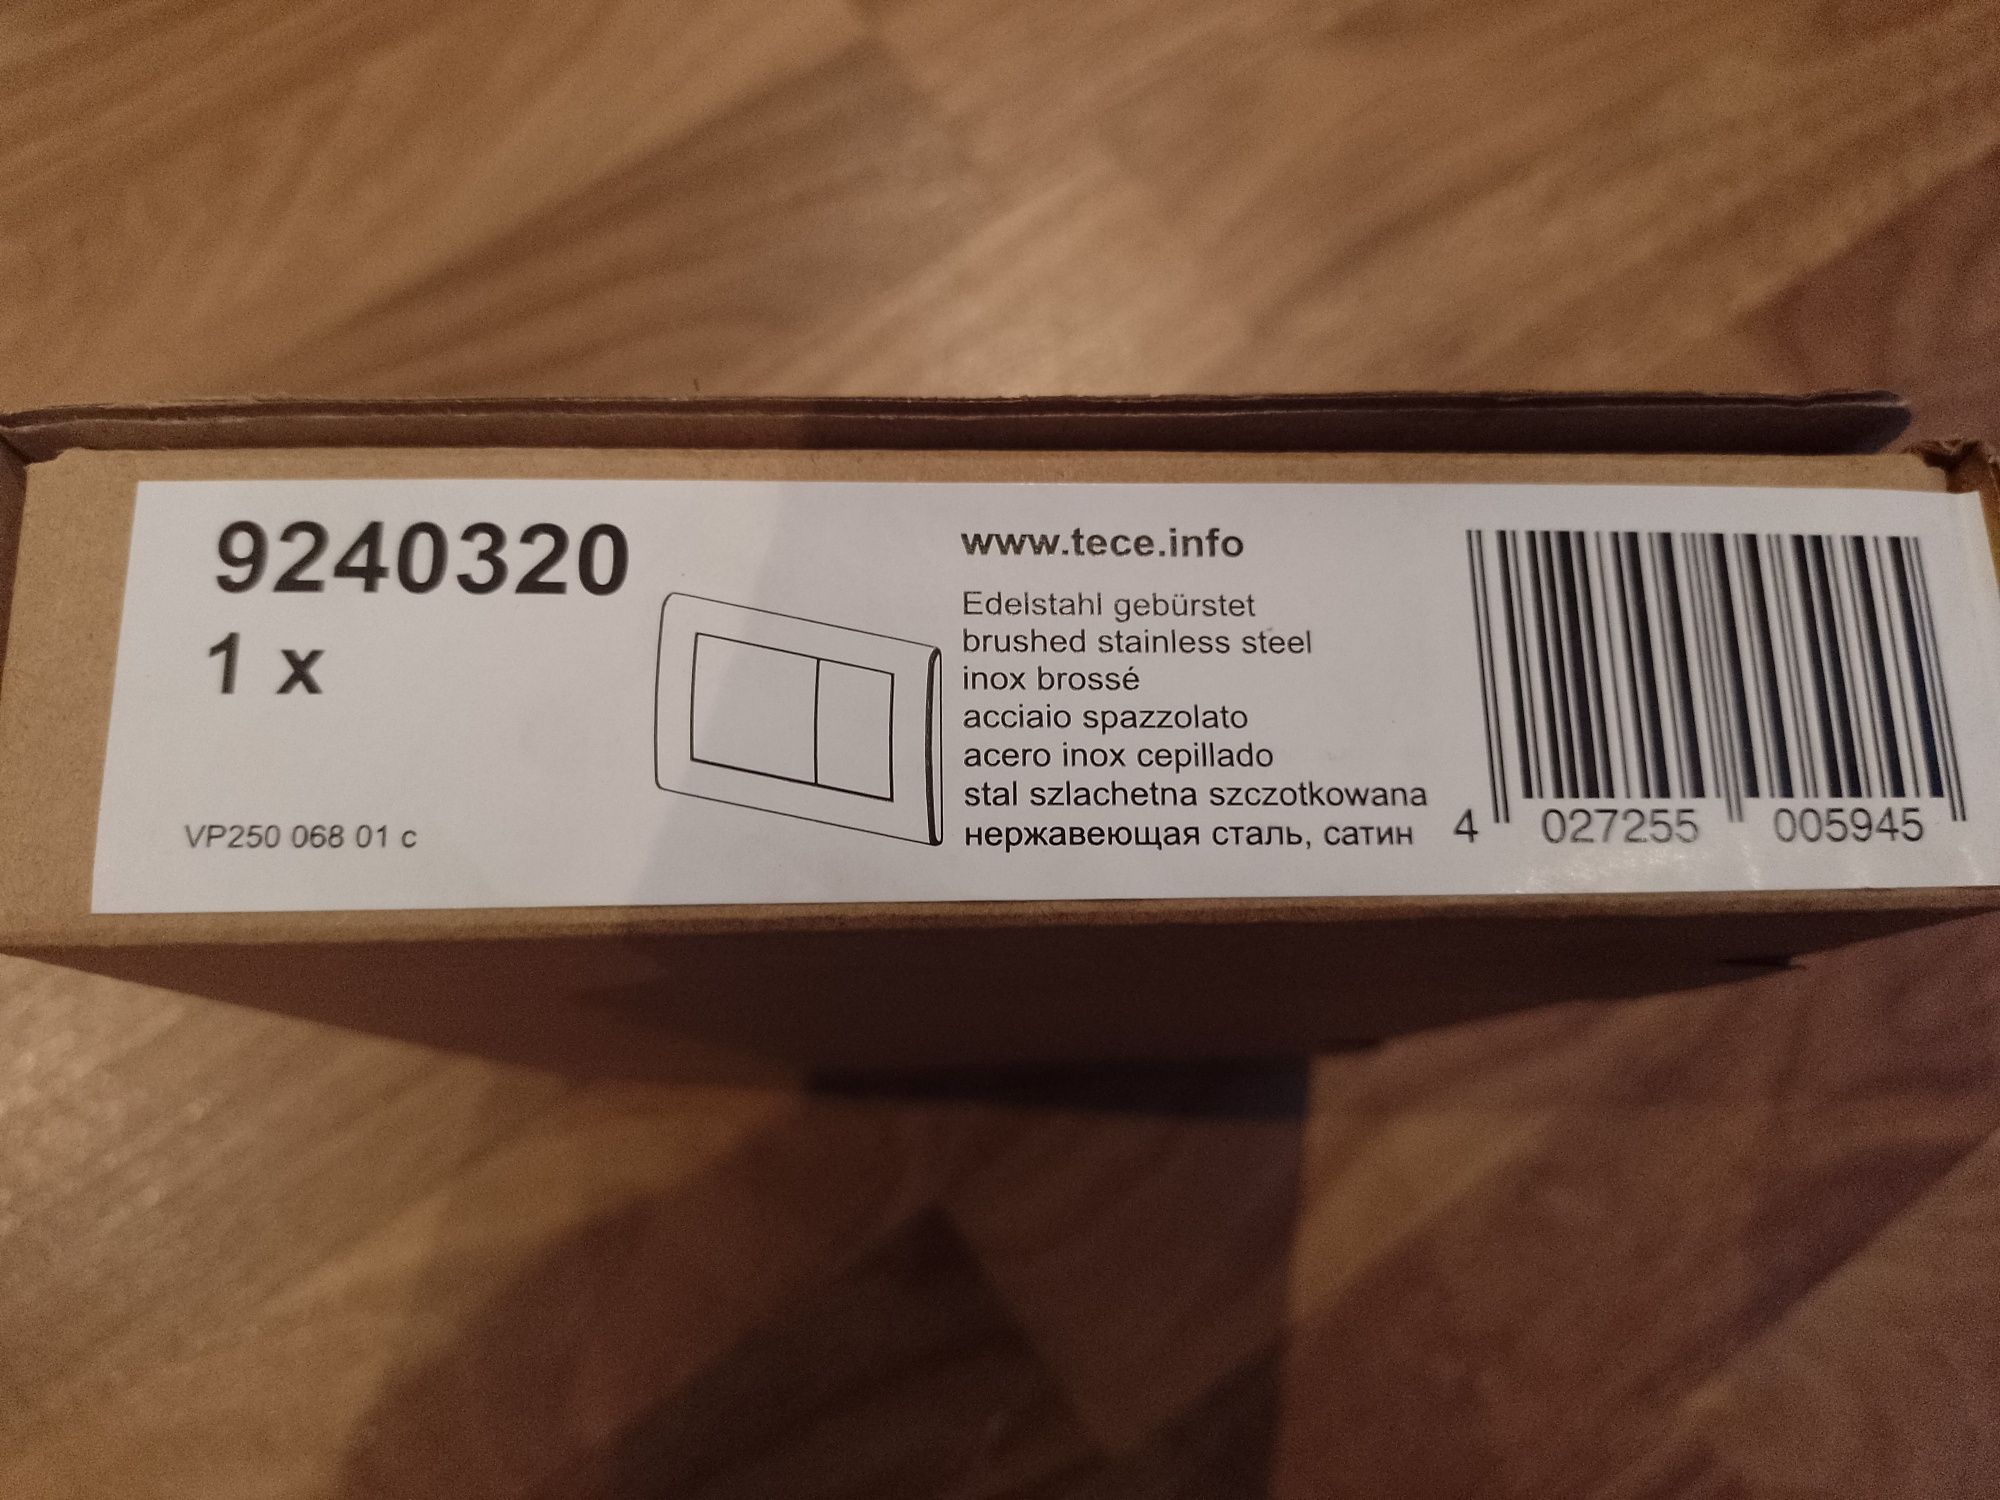 9240320
1 x
VP250 068 01 c
www.tece.info
Edelstahl gebürstet
brushed stainless steel
inox brossé
acciaio spazzolato
acero inox cepillado
stal szlachetna szczotkowana
нержавеющая сталь, сатин
4 027255 005945